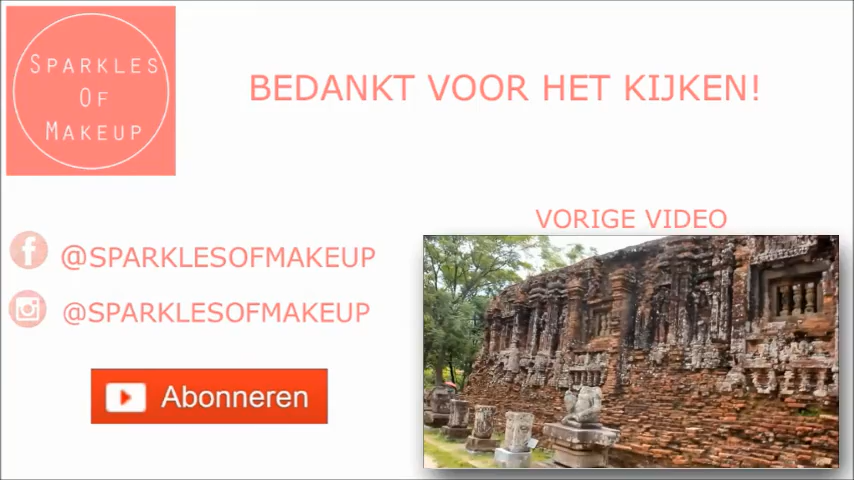 SPARKLES
OF
MAKEUP
BEDANKT VOOR HET KIJKEN!
VORIGE VIDEO
@SPARKLESOFMAKEUP
@SPARKLESOFMAKEUP
Abonneren